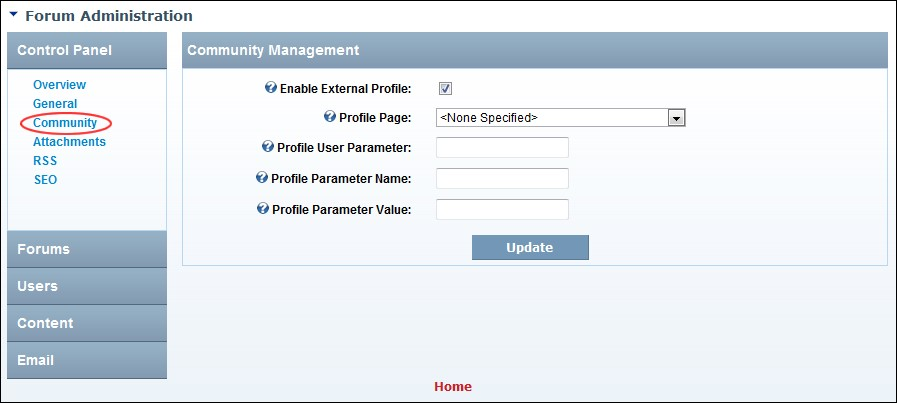 Forum Administration
Control Panel
Overview
General
Community
Attachments
RSS
SEO
Forums
Users
Content
Email
Community Management
Enable External Profile:
Profile Page: <None Specified>
Profile User Parameter:
Profile Parameter Name:
Profile Parameter Value:
Update
Home